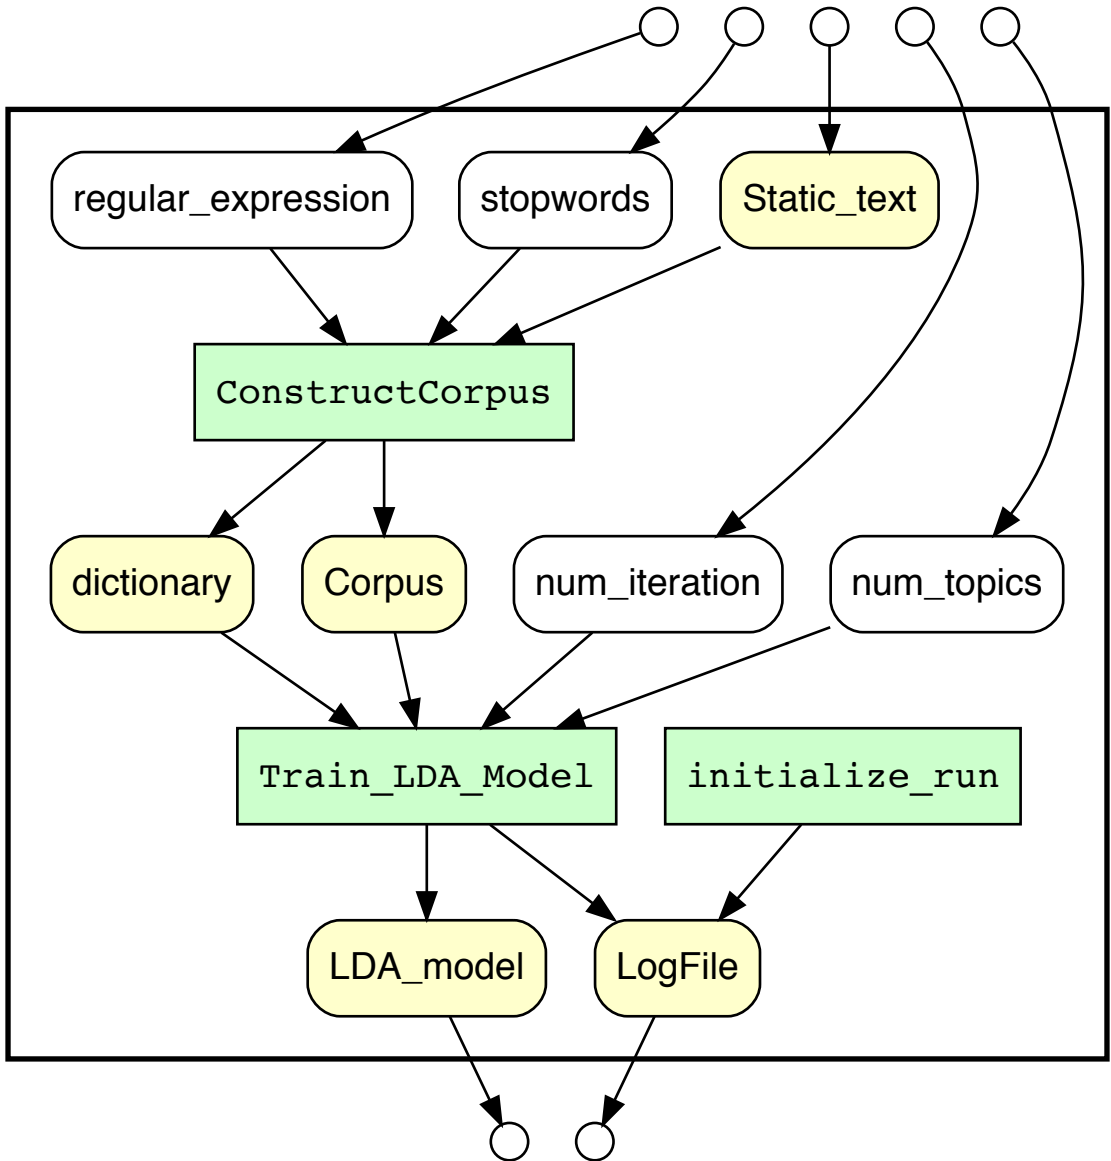 regular_expression
stopwords
Static_text
ConstructCorpus
dictionary
Corpus
num_iteration
num_topics
Train_LDA_Model
initialize_run
LDA_model
LogFile